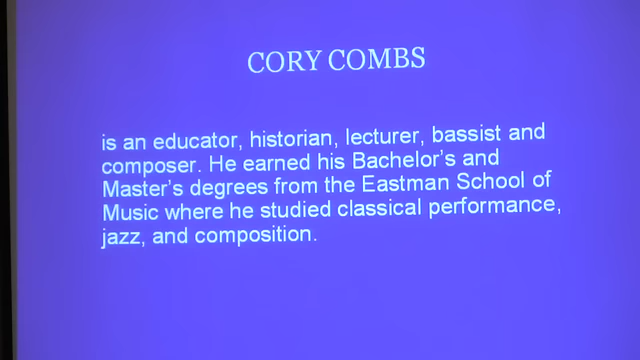 CORY COMBS
is an educator, historian, lecturer, bassist and
composer. He earned his Bachelor's and
Master's degrees from the Eastman School of
Music where he studied classical performance,
jazz, and composition.